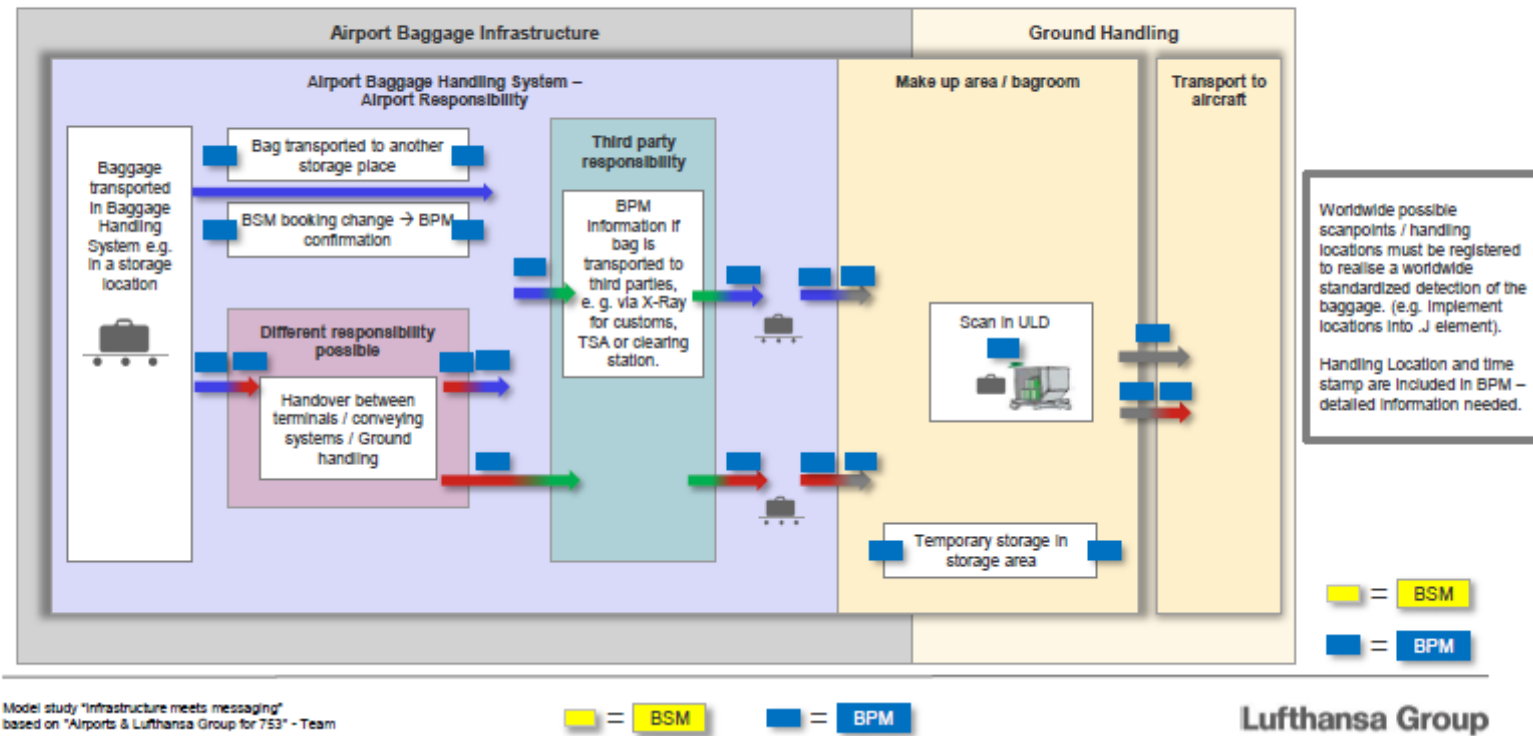 Airport Baggage Infrastructure
Ground Handling
Airport Baggage Handling System –
Airport Responsibility
Make up area / bagroom
Transport to
aircraft
Baggage
transported
in Baggage
Handling
System e.g.
in a storage
location
Bag transported to another
storage place
BSM booking change → BPM
confirmation
Different responsibility
possible
Handover between
terminals / conveying
systems / Ground
handling
Third party
responsibility
BPM
Information if
bag is
transported to
third parties,
e. g. via X-Ray
for customs,
TSA or clearing
station.
Scan in ULD
Temporary storage in
storage area
Worldwide possible
scanpoints / handling
locations must be registered
to realise a worldwide
standardized detection of the
baggage. (e.g. Implement
locations into .J element).
Handling Location and time
stamp are included in BPM –
detailed information needed.
= BSM
= BPM
Model study "Infrastructure meets messaging"
based on "Airports & Lufthansa Group for 753" - Team
= BSM
= BPM
Lufthansa Group